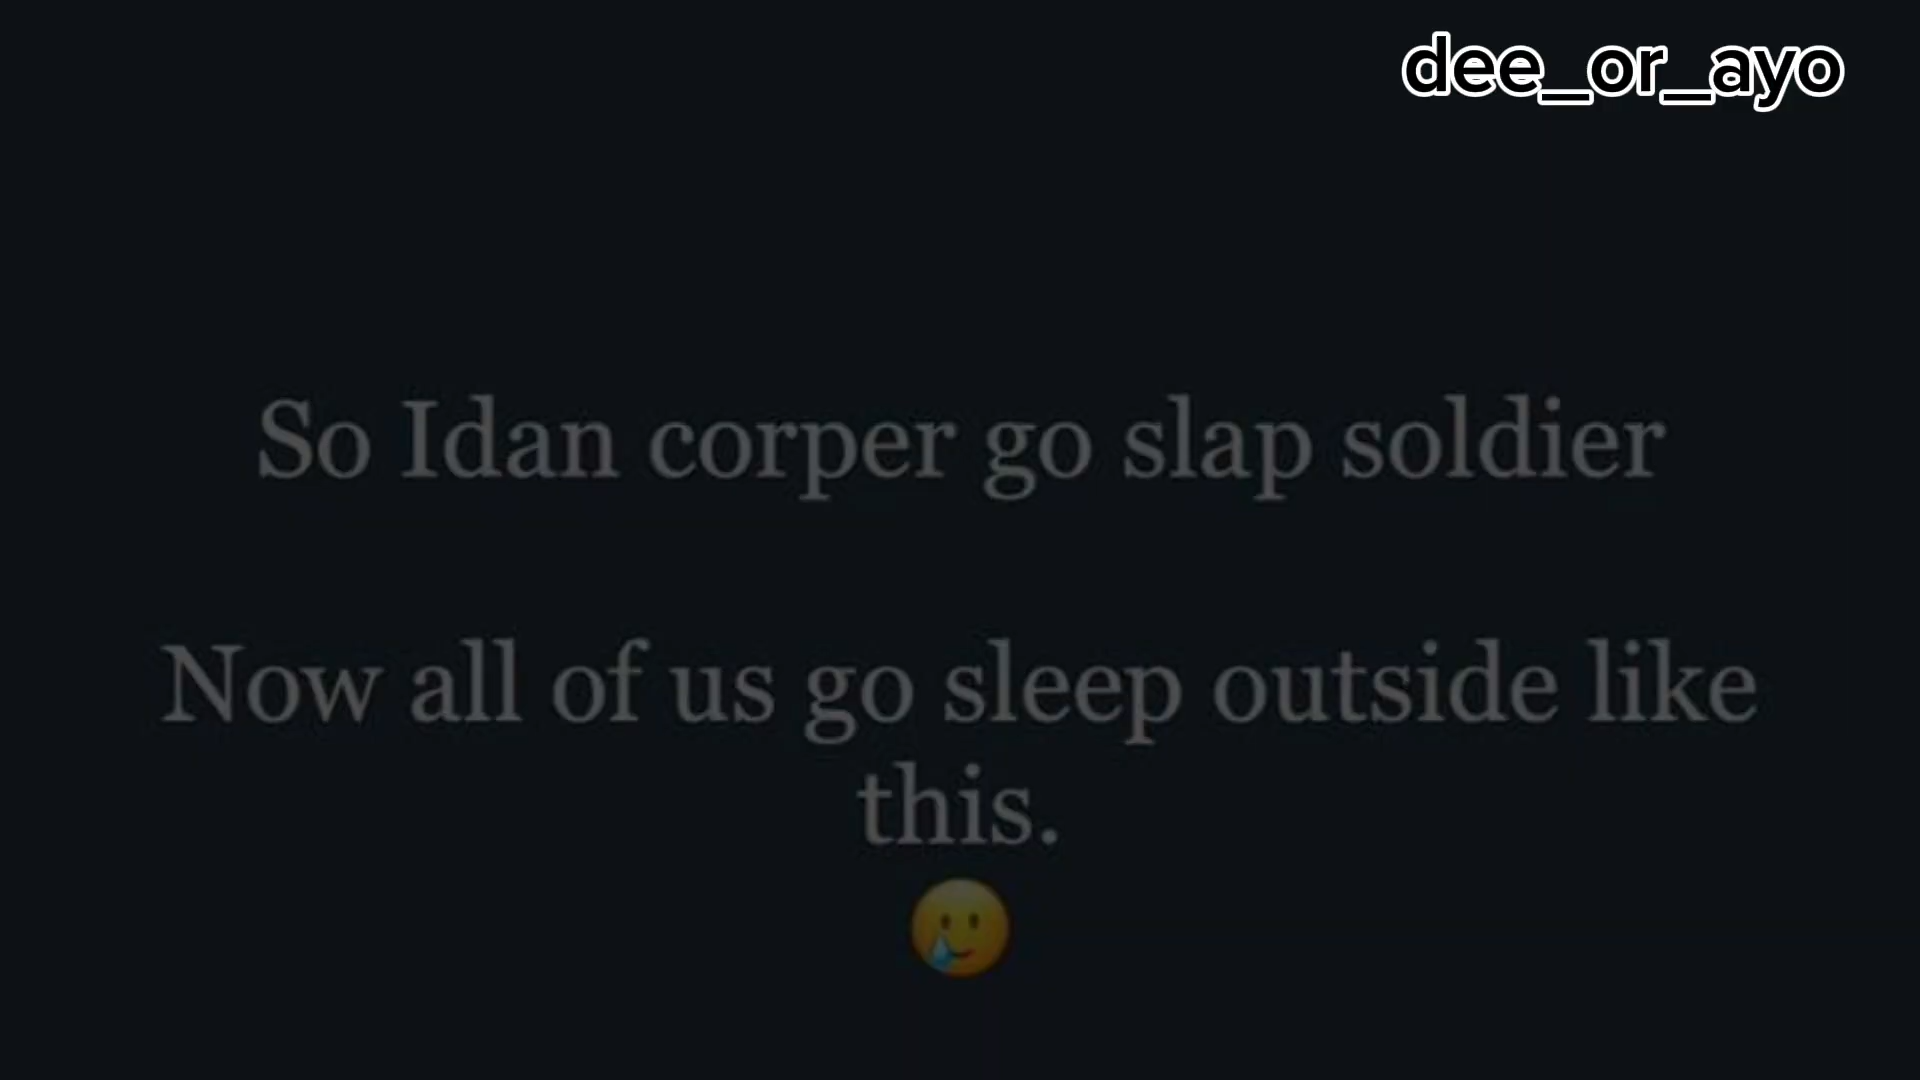 dee_or_ayo
So Idan corper go slap soldier
Now all of us go sleep outside like
this.
🥲